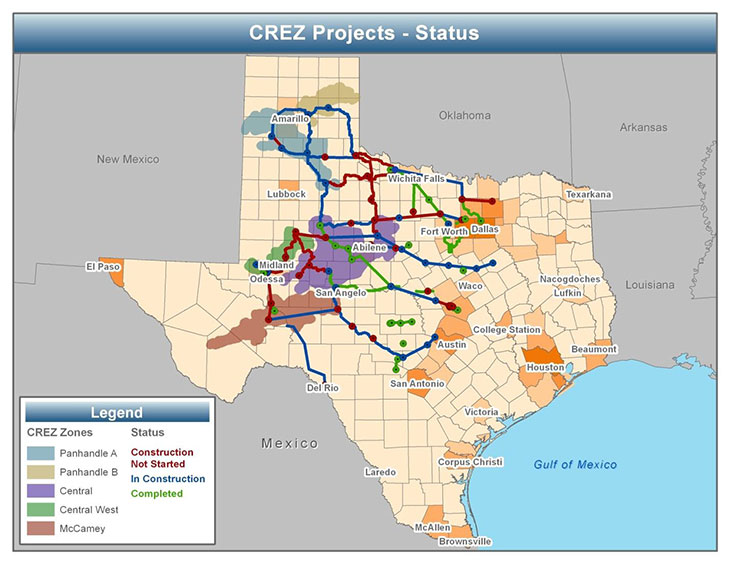 CREZ Projects - Status
Oklahoma
Amarillo
Arkansas
New Mexico
Wichita Falls
Lubbock
Texarkana
Fort Worth
Dallas
Abilene
El Paso
Midland
Odessa
Nacogdoches
Lufkin
Louisiana
San Angelo
Waco
College Station
Austin
Beaumont
Houston
Del Rio
San Antonio
Victoria
Mexico
Corpus Christi
Gulf of Mexico
Laredo
McAllen
Brownsville
Legend
CREZ Zones
Panhandle A
Panhandle B
Central
Central West
McCamey
Status
Construction
Not Started
In Construction
Completed